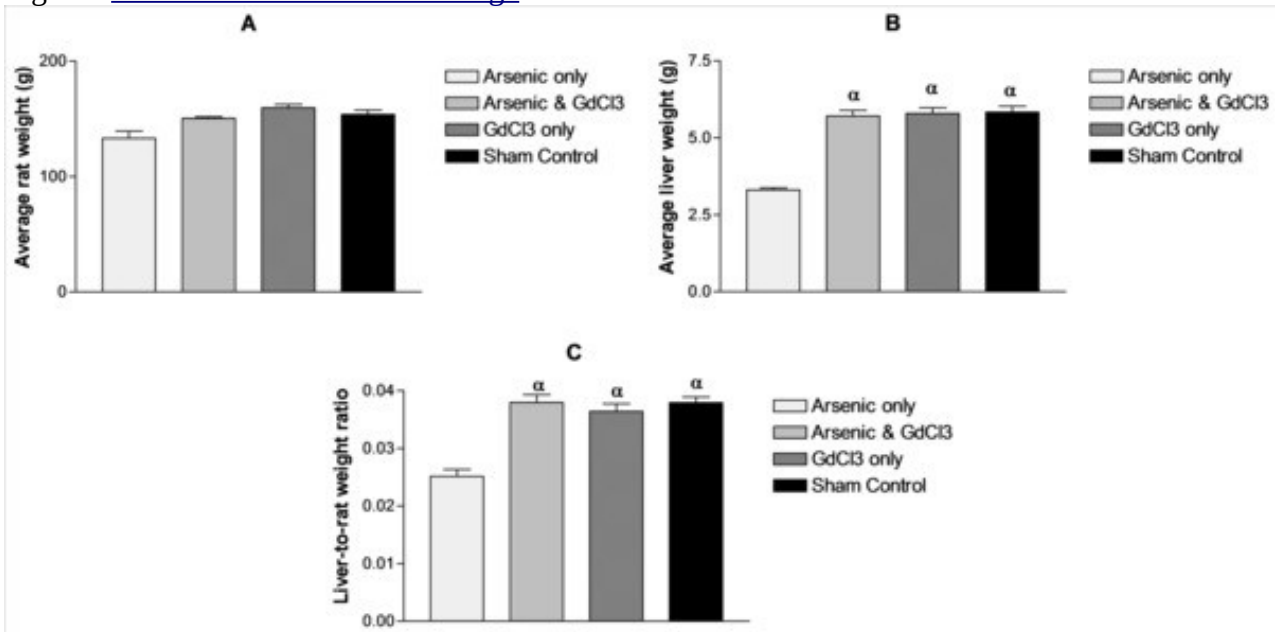 A
Average rat weight (g)
200
100
0
Arsenic only
Arsenic & GdCl3
GdCl3 only
Sham Control
B
Average liver weight (g)
7.5
5.0
2.5
0.0
α
α
α
Arsenic only
Arsenic & GdCl3
GdCl3 only
Sham Control
C
Liver-to-rat weight ratio
0.04
0.03
0.02
0.01
0.00
α
α
α
Arsenic only
Arsenic & GdCl3
GdCl3 only
Sham Control